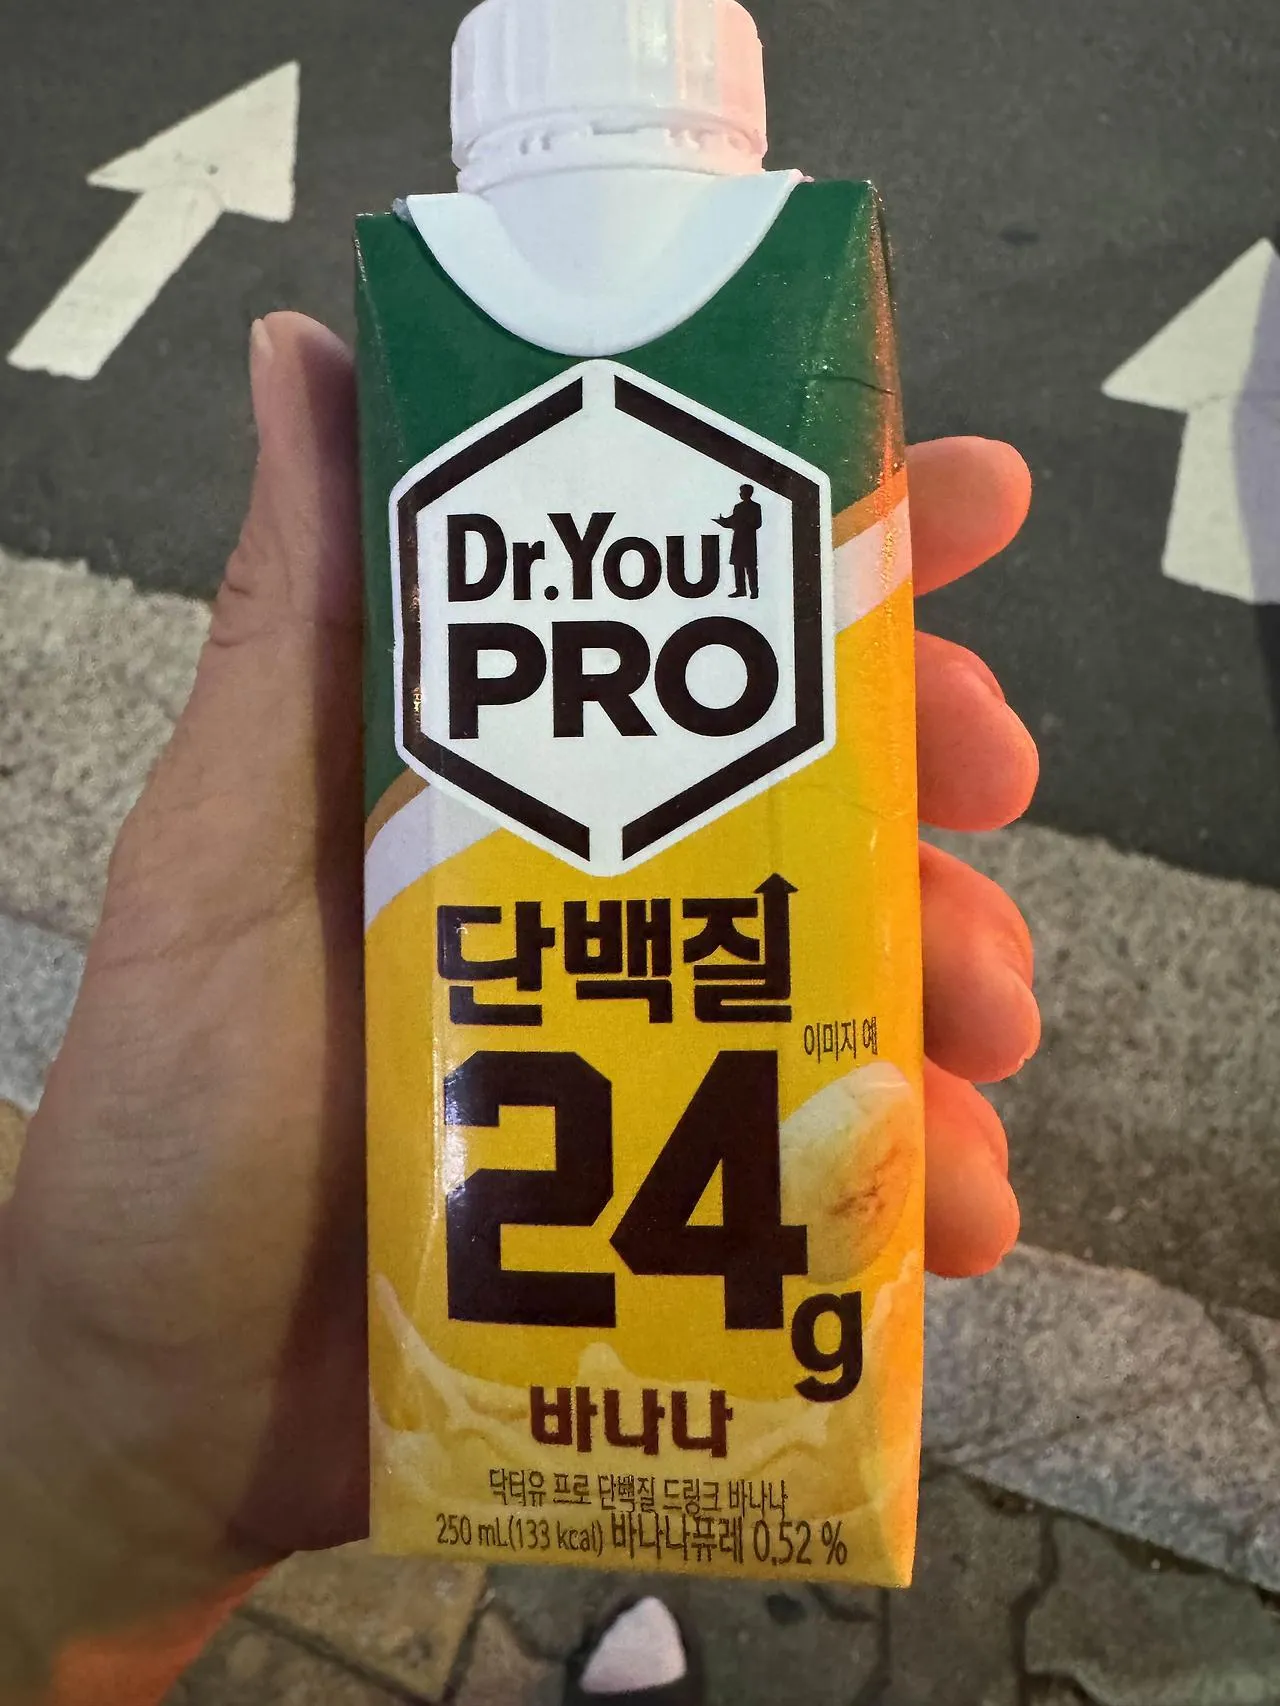 Dr.You
PRO
단백질
이미지 예
24g
바나나
닥터유 프로 단백질 드링크 바나나
250 mL(133 kcal) 바나나퓨레 0.52 %